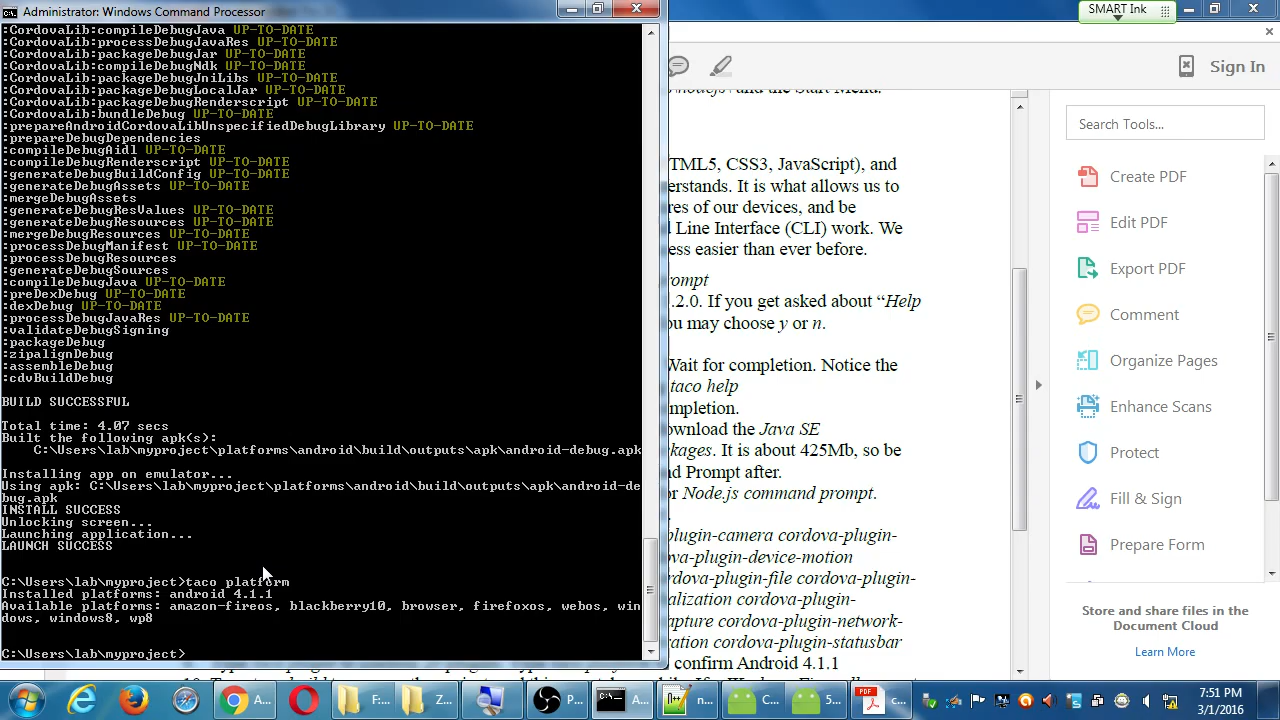 Administrator: Windows Command Processor
SMART Ink
:CordovaLib:compileDebugJava UP-TO-DATE
:CordovaLib:processDebugJavaRes UP-TO-DATE
:CordovaLib:packageDebugJar UP-TO-DATE
:CordovaLib:compileDebugNdk UP-TO-DATE
:CordovaLib:packageDebugJniLibs UP-TO-DATE
:CordovaLib:packageDebugLocalJar UP-TO-DATE
:CordovaLib:packageDebugRenderscript UP-TO-DATE
:CordovaLib:bundleDebug UP-TO-DATE
:prepareAndroidCordovaLibUnspecifiedDebugLibrary UP-TO-DATE
:prepareDebugDependencies
:compileDebugAidl UP-TO-DATE
:compileDebugRenderscript UP-TO-DATE
:generateDebugBuildConfig UP-TO-DATE
:generateDebugAssets UP-TO-DATE
:mergeDebugAssets
:generateDebugResValues UP-TO-DATE
:generateDebugResources UP-TO-DATE
:mergeDebugResources UP-TO-DATE
:processDebugManifest UP-TO-DATE
:processDebugResources
:generateDebugSources
:compileDebugJava UP-TO-DATE
:preDexDebug UP-TO-DATE
:dexDebug UP-TO-DATE
:processDebugJavaRes UP-TO-DATE
:validateDebugSigning
:packageDebug
:zipalignDebug
:assembleDebug
:cdvBuildDebug
BUILD SUCCESSFUL
Total time: 4.07 secs
Built the following apk(s):
C:\Users\lab\myproject\platforms\android\build\outputs\apk\android-debug.apk
Installing app on emulator...
Using apk: C:\Users\lab\myproject\platforms\android\build\outputs\apk\android-de
bug.apk
INSTALL SUCCESS
Unlocking screen...
Launching application...
LAUNCH SUCCESS
C:\Users\lab\myproject>taco platform
Installed platforms: android 4.1.1
Available platforms: amazon-fireos, blackberry10, browser, firefoxos, webos, win
dows, windows8, wp8
C:\Users\lab\myproject>
and the Start Menu.
TML5, CSS3, JavaScript), and
erstands. It is what allows us to
res of our devices, and be
l Line Interface (CLI) work. We
ess easier than ever before.
rompt
.2.0. If you get asked about “Help
ou may choose y or n.
Wait for completion. Notice the
taco help
mpletion.
ownload the Java SE
ckages. It is about 425Mb, so be
nd Prompt after.
or Node.js command prompt.
plugin-camera cordova-plugin-
ova-plugin-device-motion
rdova-plugin-file cordova-plugin-
alization cordova-plugin-
apture cordova-plugin-network-
ration cordova-plugin-statusbar
confirm Android 4.1.1
Sign In
Search Tools...
Create PDF
Edit PDF
Export PDF
Comment
Organize Pages
Enhance Scans
Protect
Fill & Sign
Prepare Form
Store and share files in the
Document Cloud
Learn More
A...
F:...
Z...
P...
A...
n...
C...
5...
PDF
c...
7:51 PM
3/1/2016